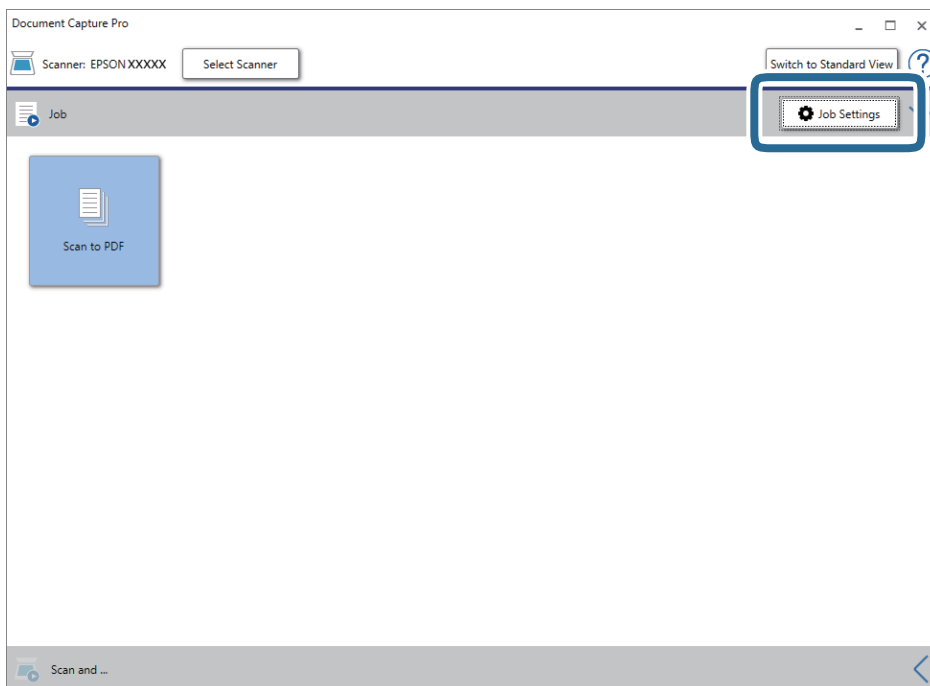 Document Capture Pro
Scanner: EPSON XXXXX
Select Scanner
Switch to Standard View
?
Job
Job Settings
Scan to PDF
Scan and ...